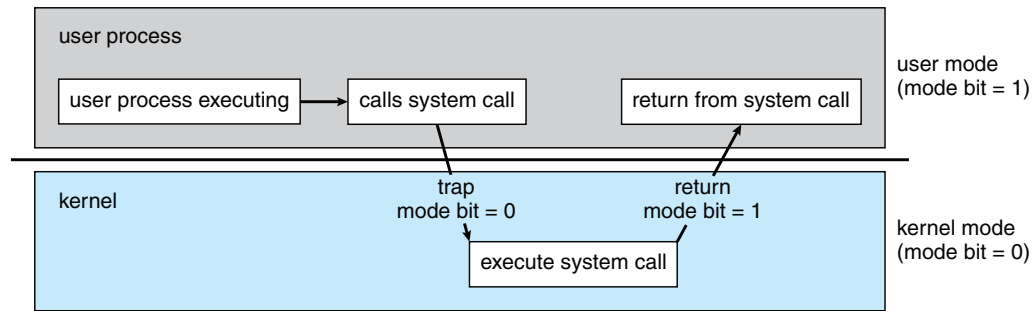 user process
user process executing
calls system call
return from system call
user mode
(mode bit = 1)
kernel
trap
mode bit = 0
return
mode bit = 1
execute system call
kernel mode
(mode bit = 0)